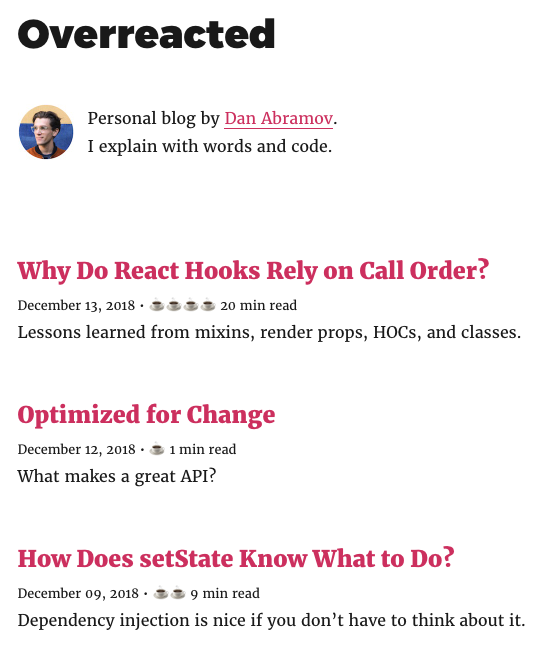 Overreacted
Personal blog by Dan Abramov.
I explain with words and code.
Why Do React Hooks Rely on Call Order?
December 13, 2018 • ☕☕☕☕ 20 min read
Lessons learned from mixins, render props, HOCs, and classes.
Optimized for Change
December 12, 2018 • ☕ 1 min read
What makes a great API?
How Does setState Know What to Do?
December 09, 2018 • ☕☕ 9 min read
Dependency injection is nice if you don’t have to think about it.